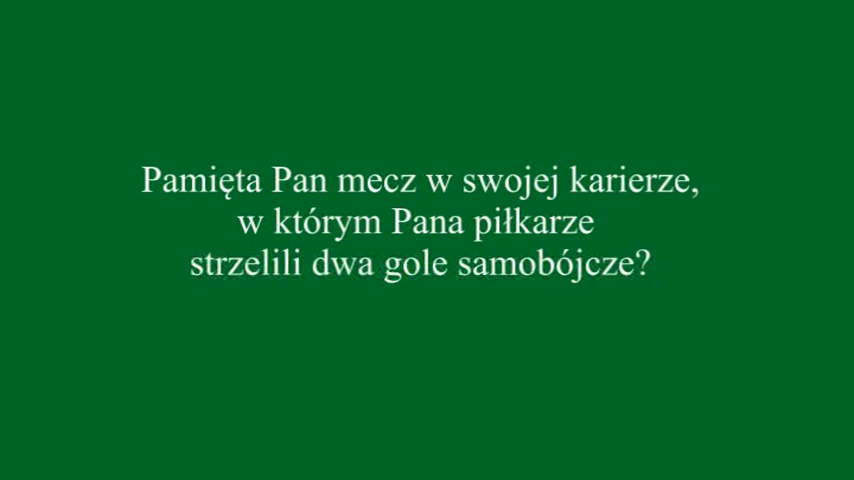 Pamięta Pan mecz w swojej karierze,
w którym Pana piłkarze
strzelili dwa gole samobójcze?